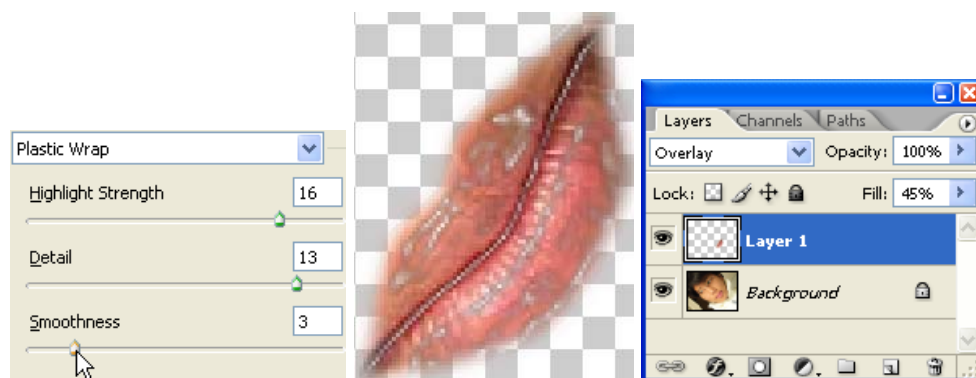 Plastic Wrap
Highlight Strength 16
Detail 13
Smoothness 3
Layers Channels Paths
Overlay Opacity: 100%
Lock: Fill: 45%
Layer 1
Background